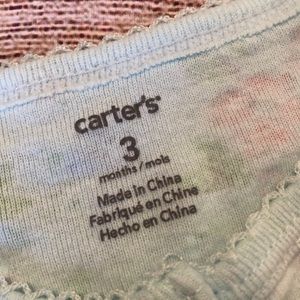 carter's®
3
months/mois
Made in China
Fabriqué en Chine
Hecho en China